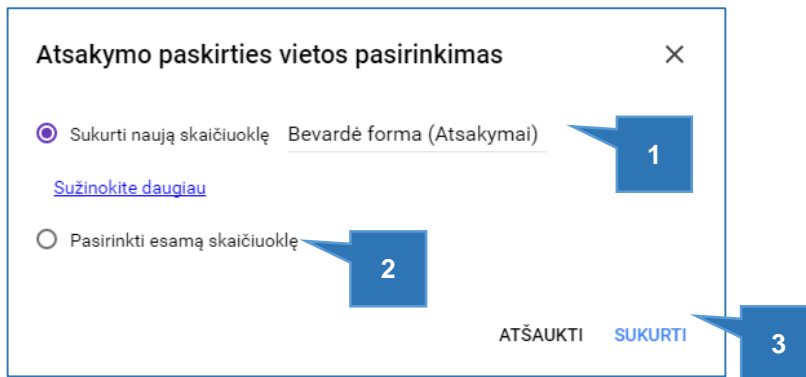 Atsakymo paskirties vietos pasirinkimas
Sukurti naują skaičiuoklę Bevardė forma (Atsakymai)
1
Sužinokite daugiau
Pasirinkti esamą skaičiuoklę
2
ATŠAUKTI SUKURTI
3